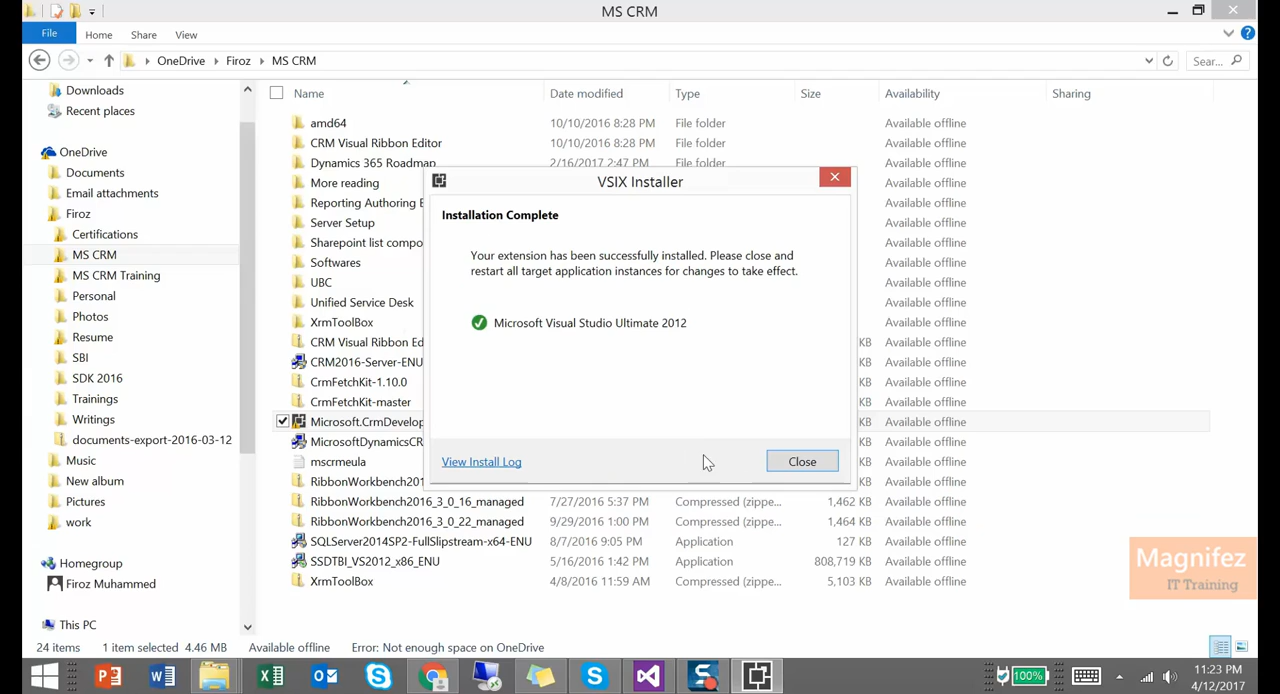 MS CRM
File Home Share View
OneDrive Firoz MS CRM Sear...
Name Date modified Type Size Availability Sharing
Downloads
Recent places
OneDrive
Documents
Email attachments
Firoz
Certifications
MS CRM
MS CRM Training
Personal
Photos
Resume
SBI
SDK 2016
Trainings
Writings
documents-export-2016-03-12
Music
New album
Pictures
work
Homegroup
Firoz Muhammed
This PC
amd64 10/10/2016 8:28 PM File folder Available offline
CRM Visual Ribbon Editor 10/10/2016 8:28 PM File folder Available offline
Dynamics 365 Roadmap 2/16/2017 2:47 PM File folder Available offline
More reading Available offline
Reporting Authoring E Available offline
Server Setup Available offline
Sharepoint list compo Available offline
Softwares Available offline
UBC Available offline
Unified Service Desk Available offline
XrmToolBox Available offline
CRM Visual Ribbon Ed KB Available offline
CRM2016-Server-ENU KB Available offline
CrmFetchKit-1.10.0 KB Available offline
CrmFetchKit-master KB Available offline
Microsoft.CrmDevelop KB Available offline
MicrosoftDynamicsCR KB Available offline
mscrmeula KB Available offline
RibbonWorkbench201 KB Available offline
RibbonWorkbench2016_3_0_16_managed 7/27/2016 5:37 PM Compressed (zippe... 1,462 KB Available offline
RibbonWorkbench2016_3_0_22_managed 9/29/2016 1:00 PM Compressed (zippe... 1,464 KB Available offline
SQLServer2014SP2-FullSlipstream-x64-ENU 8/7/2016 9:05 PM Application 127 KB Available offline
SSDTBI_VS2012_x86_ENU 5/16/2016 1:42 PM Application 808,719 KB Available offline
XrmToolBox 4/8/2016 11:59 AM Compressed (zippe... 5,103 KB Available offline
VSIX Installer
Installation Complete
Your extension has been successfully installed. Please close and
restart all target application instances for changes to take effect.
Microsoft Visual Studio Ultimate 2012
View Install Log Close
Magnifez
IT Training
24 items 1 item selected 4.46 MB Available offline Error: Not enough space on OneDrive
100% 11:23 PM
4/12/2017